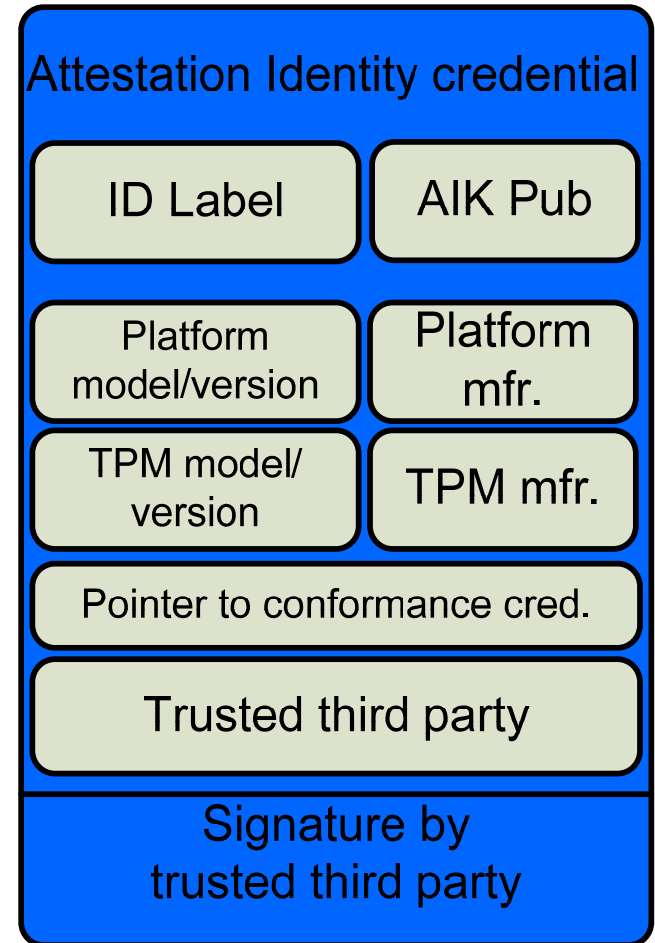 Attestation Identity credential
ID Label
AIK Pub
Platform
model/version
Platform
mfr.
TPM model/
version
TPM mfr.
Pointer to conformance cred.
Trusted third party
Signature by
trusted third party